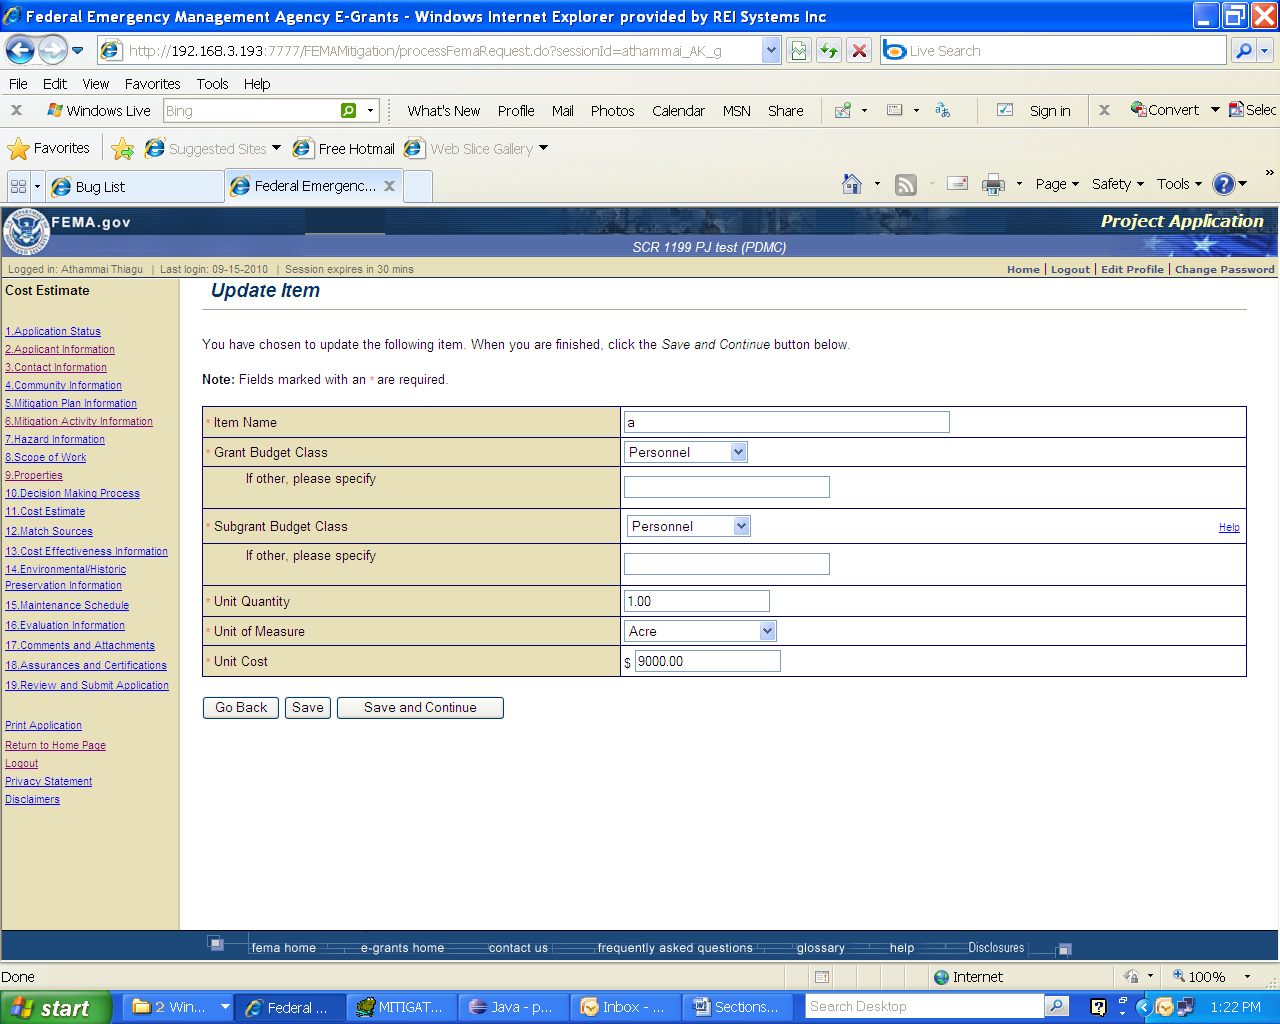 Federal Emergency Management Agency E-Grants - Windows Internet Explorer provided by REI Systems Inc
http://192.168.3.193:7777/FEMAMitigation/processFemaRequest.do?sessionId=athammai_AK_g
Live Search
File Edit View Favorites Tools Help
Windows Live Bing What's New Profile Mail Photos Calendar MSN Share Sign in Convert Selec
Favorites Suggested Sites Free Hotmail Web Slice Gallery
Bug List Federal Emergenc... Page Safety Tools »
FEMA.gov Project Application
SCR 1199 PJ test (PDMC)
Logged in: Athammai Thiagu | Last login: 09-15-2010 | Session expires in 30 mins Home | Logout | Edit Profile | Change Password
Cost Estimate
1.Application Status
2.Applicant Information
3.Contact Information
4.Community Information
5.Mitigation Plan Information
6.Mitigation Activity Information
7.Hazard Information
8.Scope of Work
9.Properties
10.Decision Making Process
11.Cost Estimate
12.Match Sources
13.Cost Effectiveness Information
14.Environmental/Historic
Preservation Information
15.Maintenance Schedule
16.Evaluation Information
17.Comments and Attachments
18.Assurances and Certifications
19.Review and Submit Application
Print Application
Return to Home Page
Logout
Privacy Statement
Disclaimers
Update Item
You have chosen to update the following item. When you are finished, click the Save and Continue button below.
Note: Fields marked with an * are required.
* Item Name a
* Grant Budget Class Personnel
If other, please specify
* Subgrant Budget Class Personnel Help
If other, please specify
* Unit Quantity 1.00
* Unit of Measure Acre
* Unit Cost $ 9000.00
Go Back Save Save and Continue
fema home e-grants home contact us frequently asked questions glossary help Disclosures
Done Internet 100%
start 2 Win... Federal ... MITIGAT... Java - p... Inbox - ... Sections... Search Desktop 1:22 PM